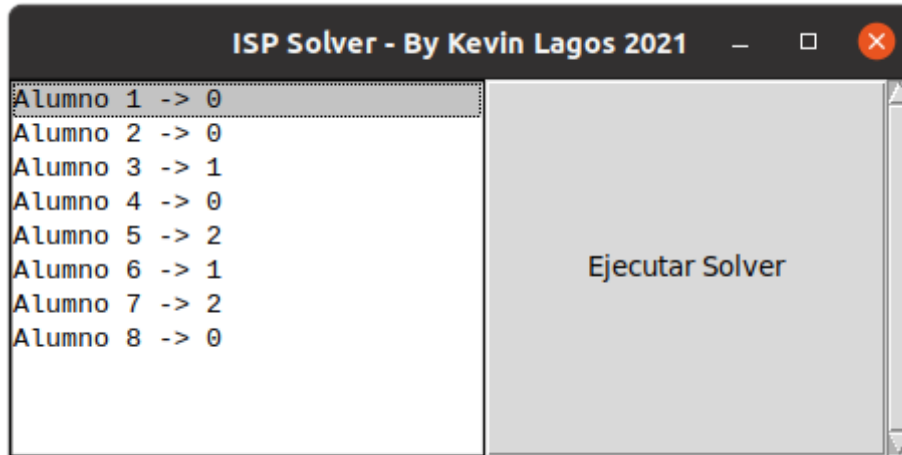 ISP Solver - By Kevin Lagos 2021
Alumno 1 -> 0
Alumno 2 -> 0
Alumno 3 -> 1
Alumno 4 -> 0
Alumno 5 -> 2
Alumno 6 -> 1
Alumno 7 -> 2
Alumno 8 -> 0
Ejecutar Solver